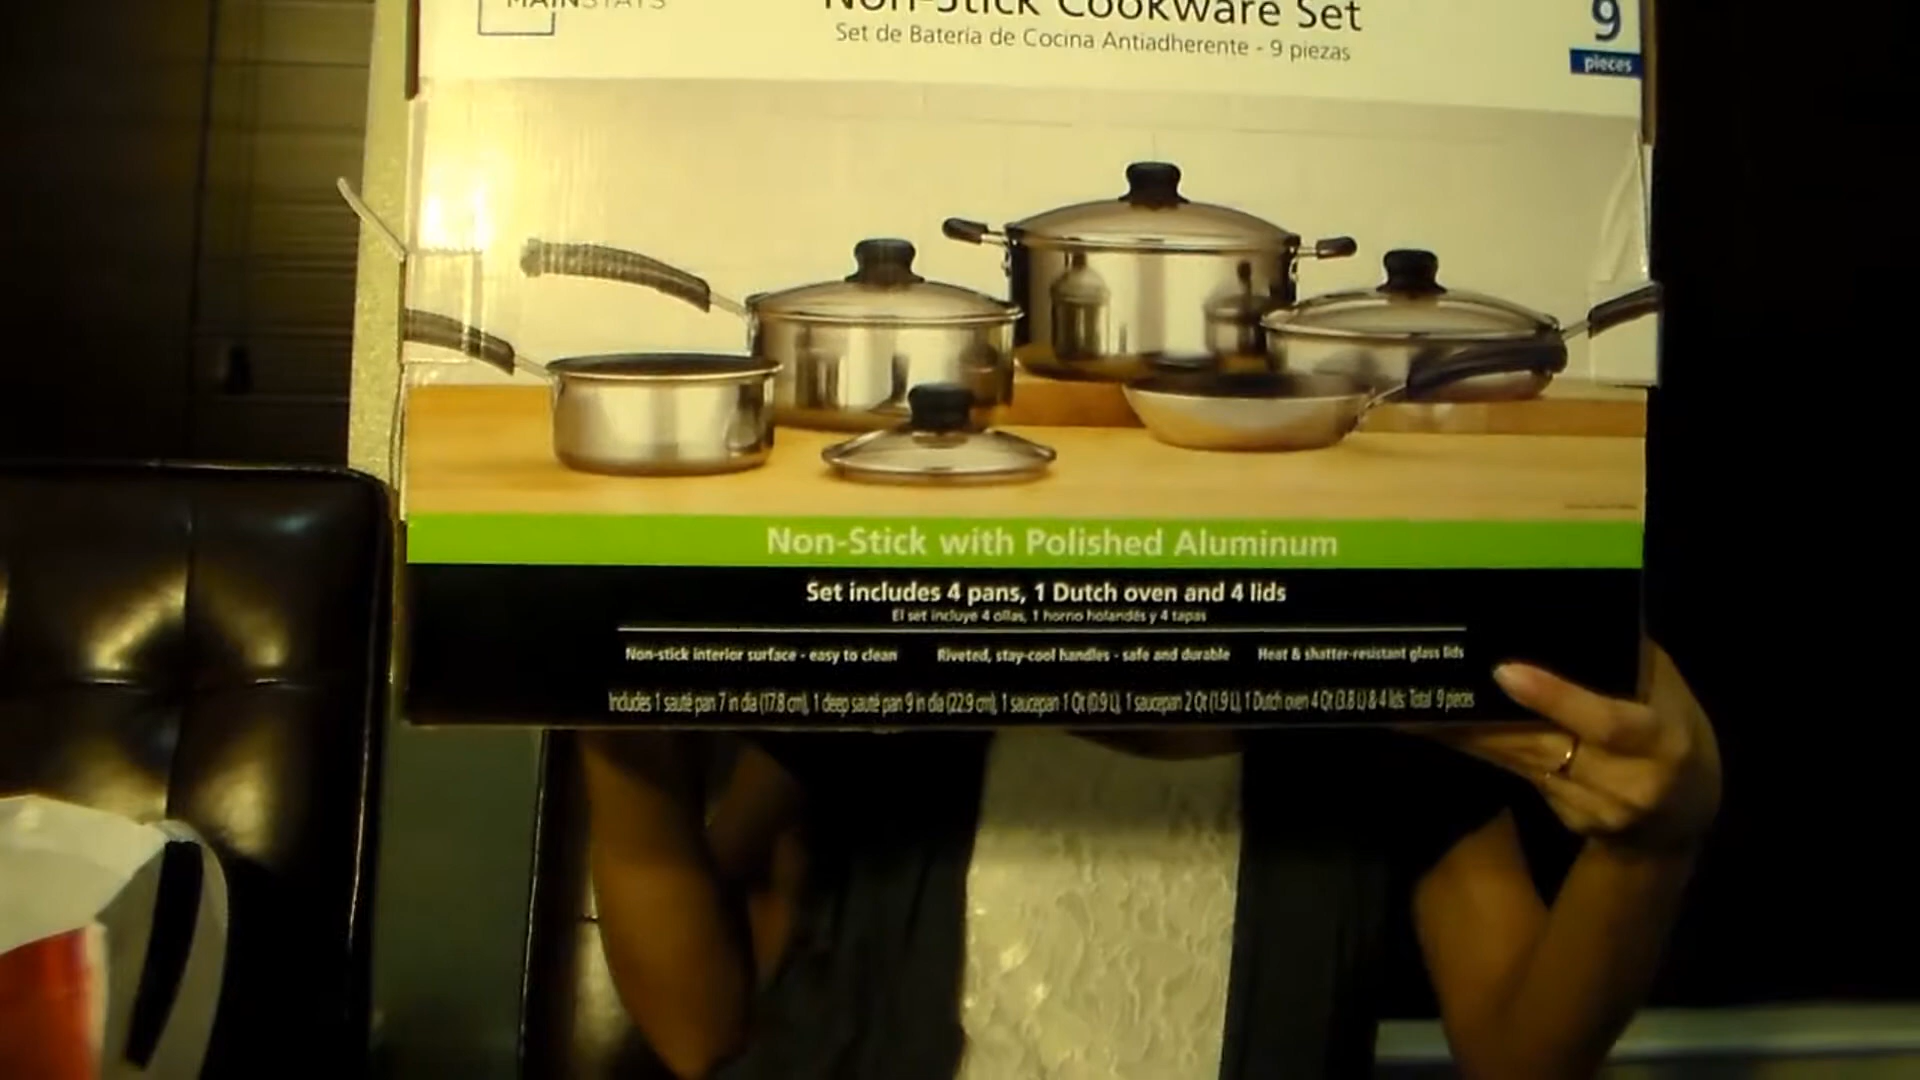 MAINSTAYS
Non-Stick Cookware Set
Set de Batería de Cocina Antiadherente - 9 piezas
9
pieces
Non-Stick with Polished Aluminum
Set includes 4 pans, 1 Dutch oven and 4 lids
El set incluye 4 ollas, 1 horno holandés y 4 tapas
Non-stick interior surface - easy to clean Riveted, stay-cool handles - safe and durable Heat & shatter-resistant glass lids
Includes 1 sauté pan 7 in dia (17.8 cm), 1 deep sauté pan 9 in dia (22.9 cm), 1 saucepan 1 Qt (0.9 L), 1 saucepan 2 Qt (1.9 L), 1 Dutch oven 4 Qt (3.8 L) & 4 lids: Total 9 pieces